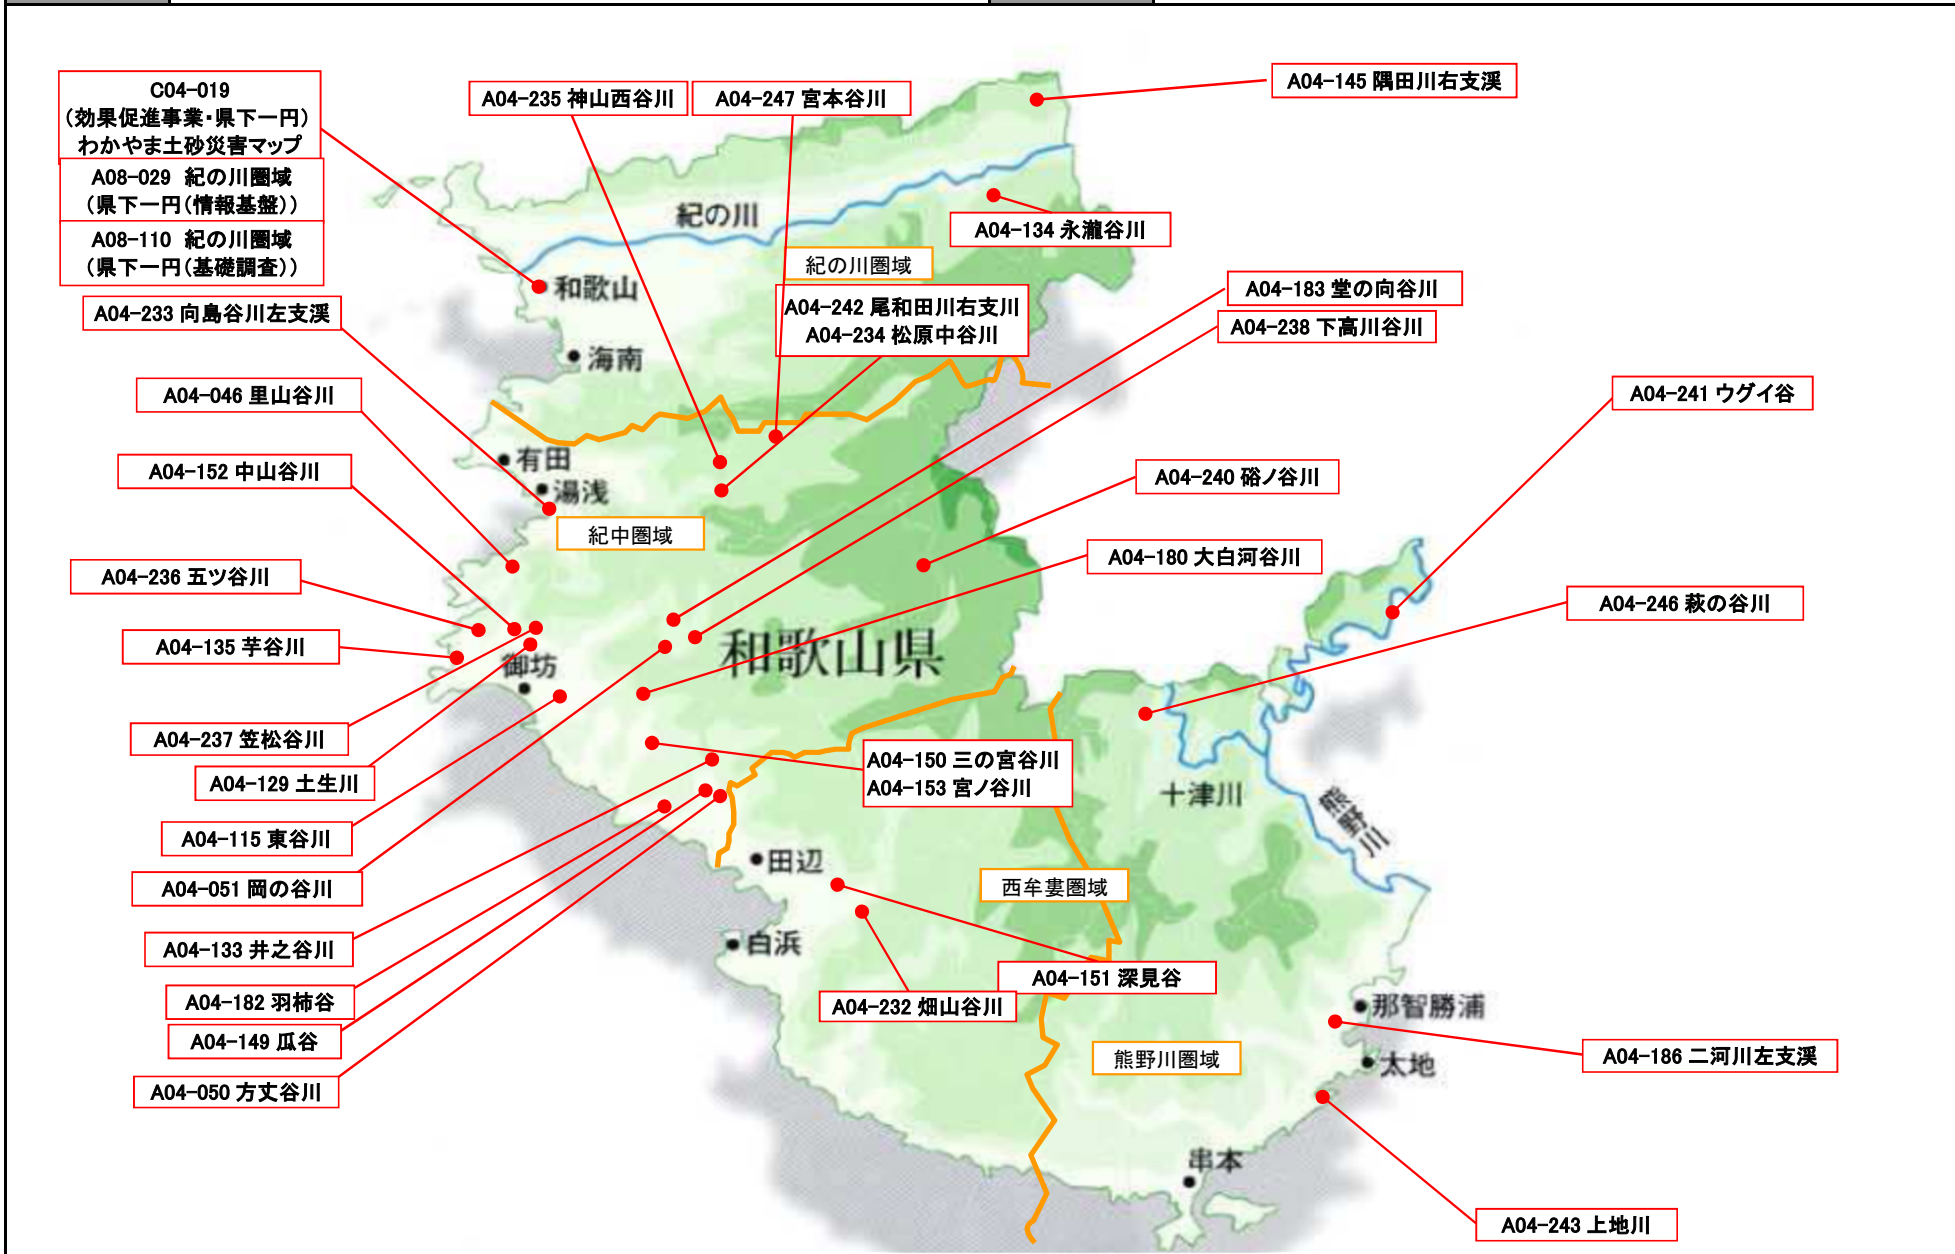 C04-019
（効果促進事業・県下一円）
わかやま土砂災害マップ
A08-029 紀の川圏域
（県下一円（情報基盤））
A08-110 紀の川圏域
（県下一円（基礎調査））
A04-235 神山西谷川
A04-247 宮本谷川
A04-145 隅田川右支渓
紀の川
A04-134 永瀧谷川
紀の川圏域
和歌山
A04-233 向島谷川左支渓
A04-242 尾和田川右支川
A04-234 松原中谷川
A04-183 堂の向谷川
A04-238 下高川谷川
海南
A04-046 里山谷川
A04-241 ウグイ谷
有田
A04-152 中山谷川
湯浅
A04-240 硲ノ谷川
紀中圏域
A04-180 大白河谷川
A04-236 五ツ谷川
A04-246 萩の谷川
A04-135 芋谷川
御坊
和歌山県
A04-237 笠松谷川
A04-150 三の宮谷川
A04-153 宮ノ谷川
A04-129 土生川
十津川
熊野川
A04-115 東谷川
田辺
A04-051 岡の谷川
西牟婁圏域
A04-133 井之谷川
白浜
A04-151 深見谷
A04-182 羽柿谷
A04-232 畑山谷川
那智勝浦
A04-149 瓜谷
熊野川圏域
A04-186 二河川左支渓
太地
A04-050 方丈谷川
串本
A04-243 上地川